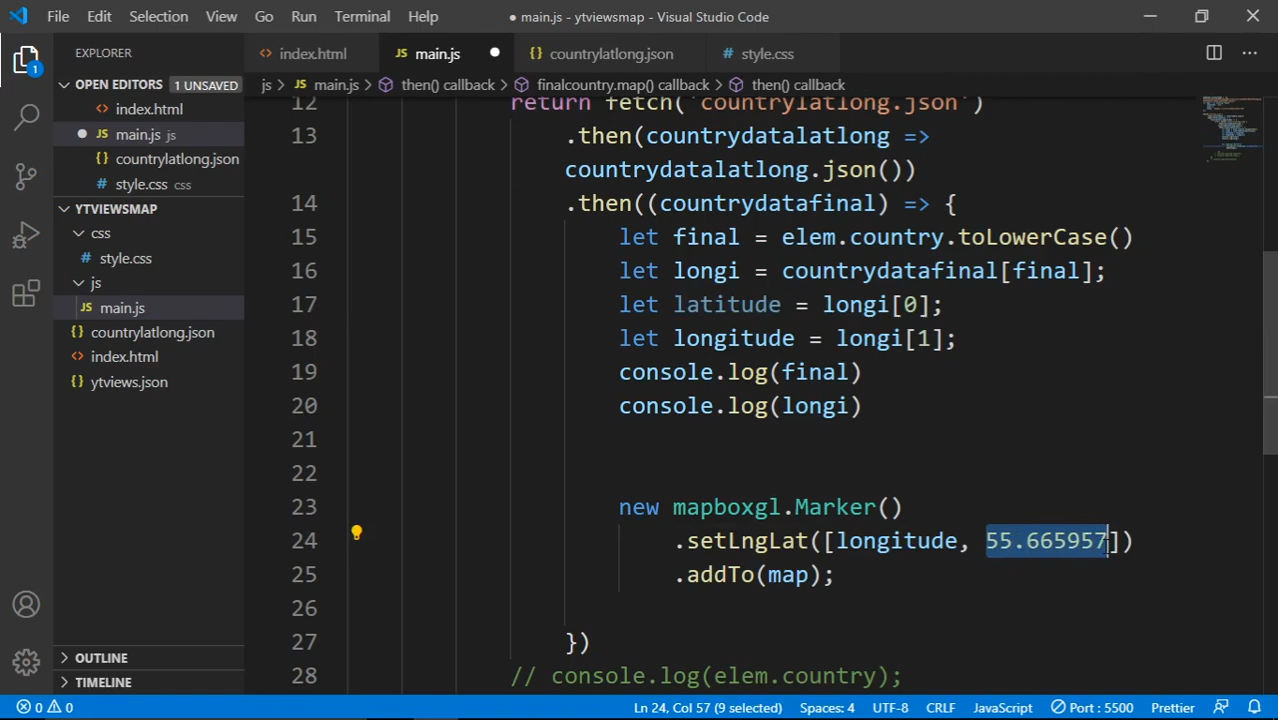 File Edit Selection View Go Run Terminal Help ● main.js - ytviewsmap - Visual Studio Code
EXPLORER
OPEN EDITORS 1 UNSAVED
index.html
main.js js
countrylatlong.json
style.css css
YTVIEWSMAP
css
style.css
js
main.js
countrylatlong.json
index.html
ytviews.json
OUTLINE
TIMELINE
1
index.html main.js countrylatlong.json style.css
js > main.js > then() callback > finalcountry.map() callback > then() callback
12 return fetch('countrylatlong.json')
13 .then(countrydatalatlong =>
countrydatalatlong.json())
14 .then((countrydatafinal) => {
15 let final = elem.country.toLowerCase()
16 let longi = countrydatafinal[final];
17 let latitude = longi[0];
18 let longitude = longi[1];
19 console.log(final)
20 console.log(longi)
21
22
23 new mapboxgl.Marker()
24 .setLngLat([longitude, 55.665957])
25 .addTo(map);
26
27 })
28 // console.log(elem.country);
0 0 Ln 24, Col 57 (9 selected) Spaces: 4 UTF-8 CRLF JavaScript Port : 5500 Prettier